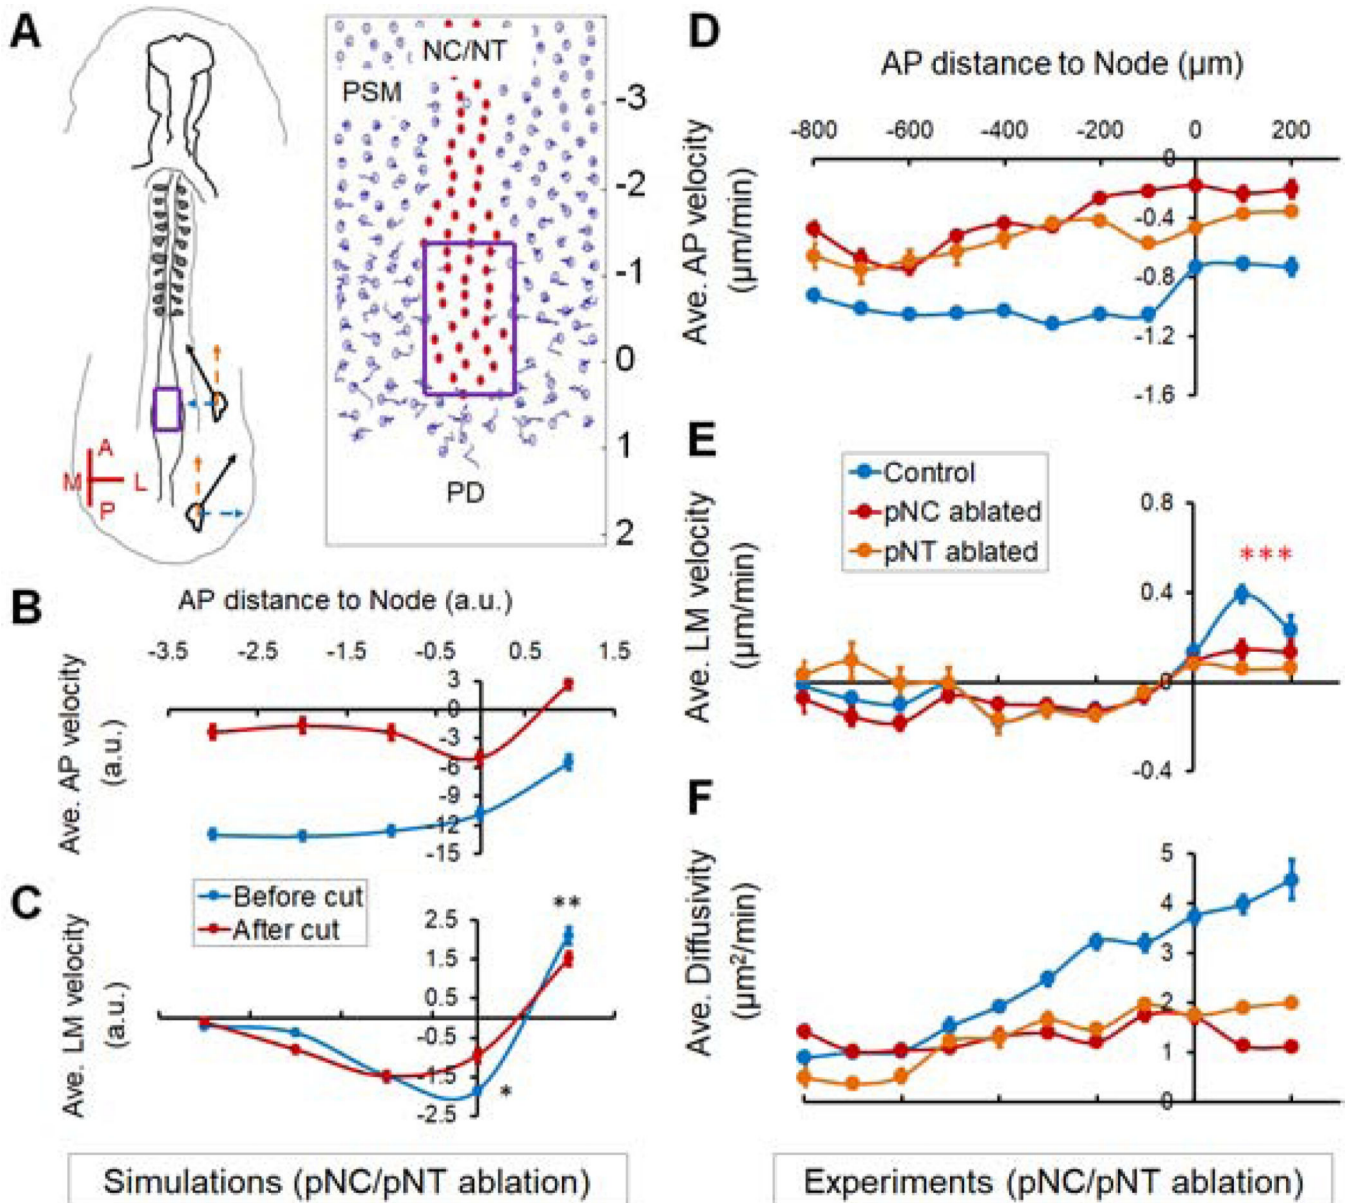 A
NC/NT
PSM
-3
-2
-1
0
1
2
PD
A
M L
P
B
AP distance to Node (a.u.)
-3.5 -2.5 -1.5 -0.5 0.5 1.5
Ave. AP velocity
(a.u.)
3
0
-3
-6
-9
-12
-15
C
Before cut
After cut
**
Ave. LM velocity
(a.u.)
2.5
1.5
0.5
-0.5
-1.5
-2.5
*
Simulations (pNC/pNT ablation)
D
AP distance to Node (µm)
-800 -600 -400 -200 0 200
Ave. AP velocity
(µm/min)
0
-0.4
-0.8
-1.2
-1.6
E
Control
pNC ablated
pNT ablated
Ave. LM velocity
(µm/min)
0.8
***
0.4
0
-0.4
F
Ave. Diffusivity
(µm²/min)
5
4
3
2
1
0
Experiments (pNC/pNT ablation)